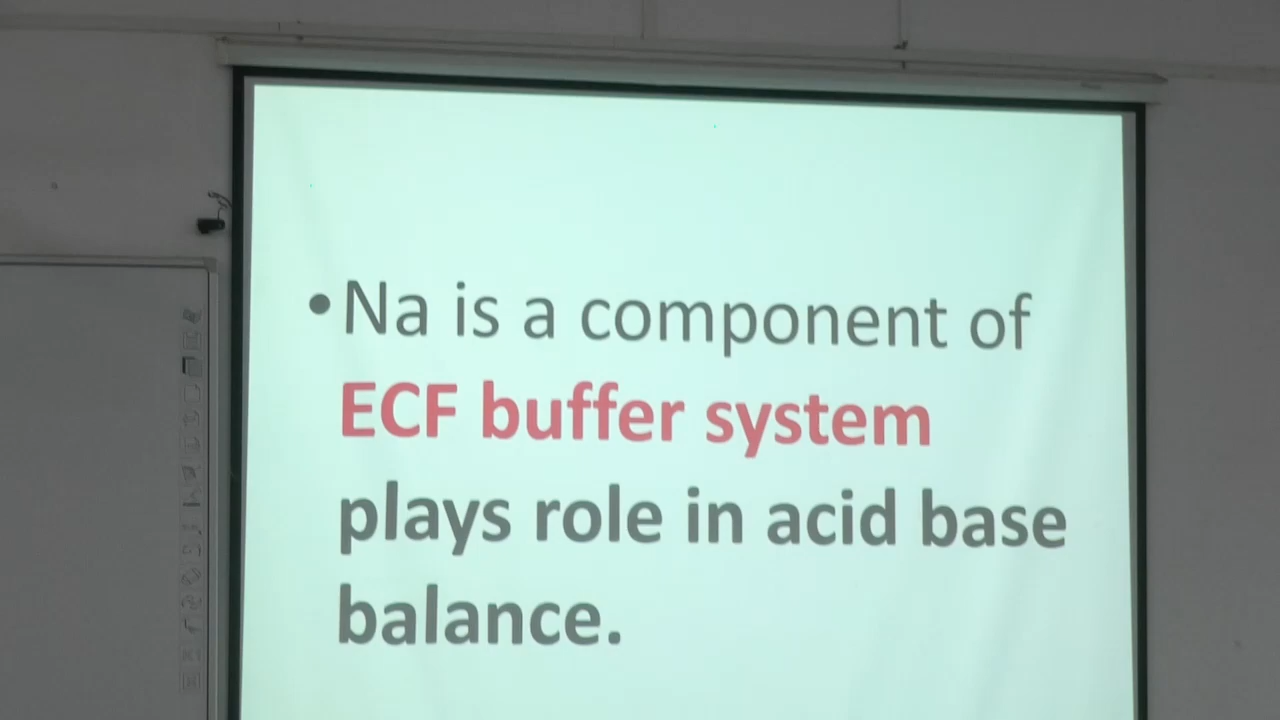 •Na is a component of
ECF buffer system
plays role in acid base
balance.